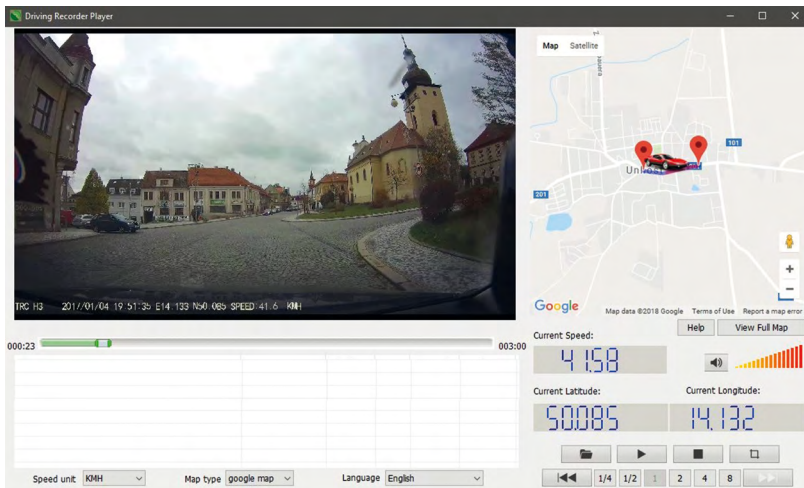 Driving Recorder Player
Map Satellite
101
201
TRC H3 2017/01/04 19:51:35 E14.133 N50.085 SPEED:41.6 KMH
Google
Map data ©2018 Google Terms of Use Report a map error
Help View Full Map
000:23 003:00
Current Speed:
41.58
Current Latitude: Current Longitude:
50.085 14.132
1/4 1/2 1 2 4 8
Speed unit KMH Map type google map Language English